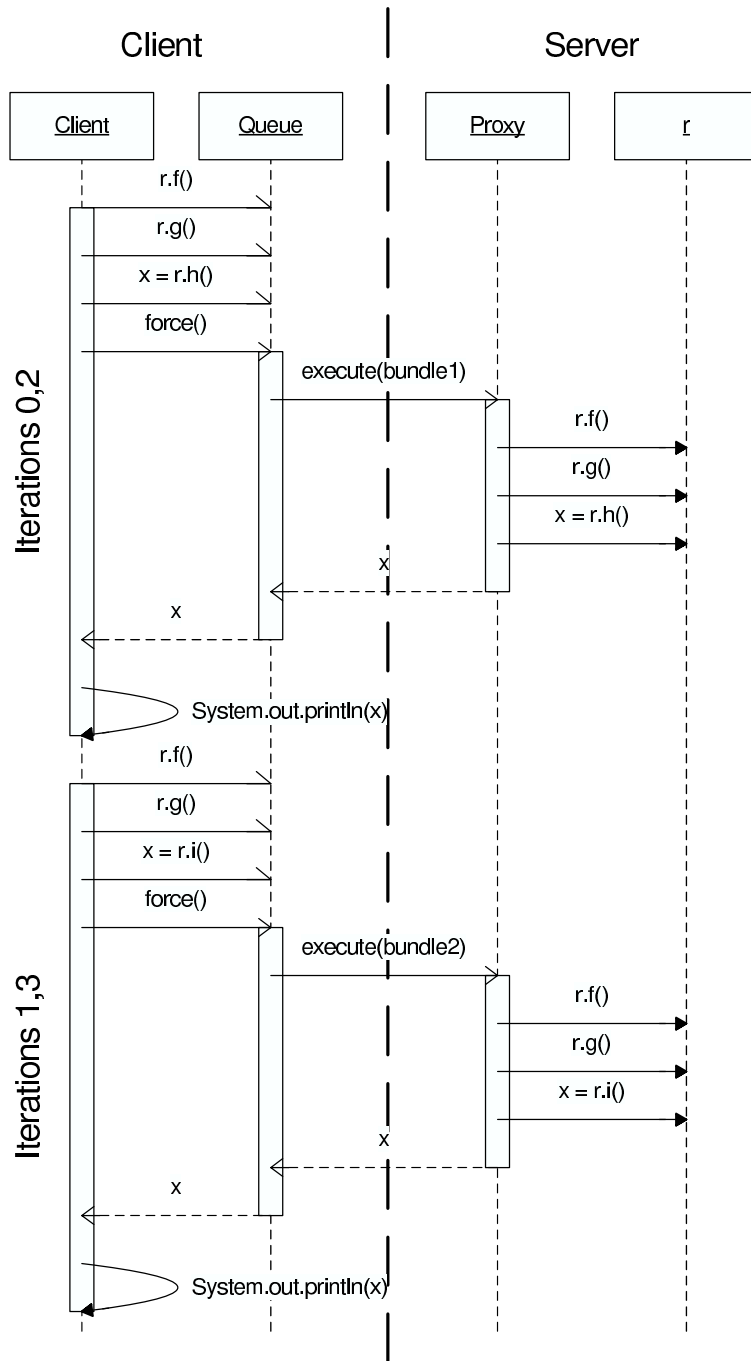 Client
Server
Client
Queue
Proxy
r
r.f()
r.g()
x = r.h()
force()
execute(bundle1)
r.f()
r.g()
x = r.h()
x
x
System.out.println(x)
Iterations 0,2
r.f()
r.g()
x = r.i()
force()
execute(bundle2)
r.f()
r.g()
x = r.i()
x
x
System.out.println(x)
Iterations 1,3